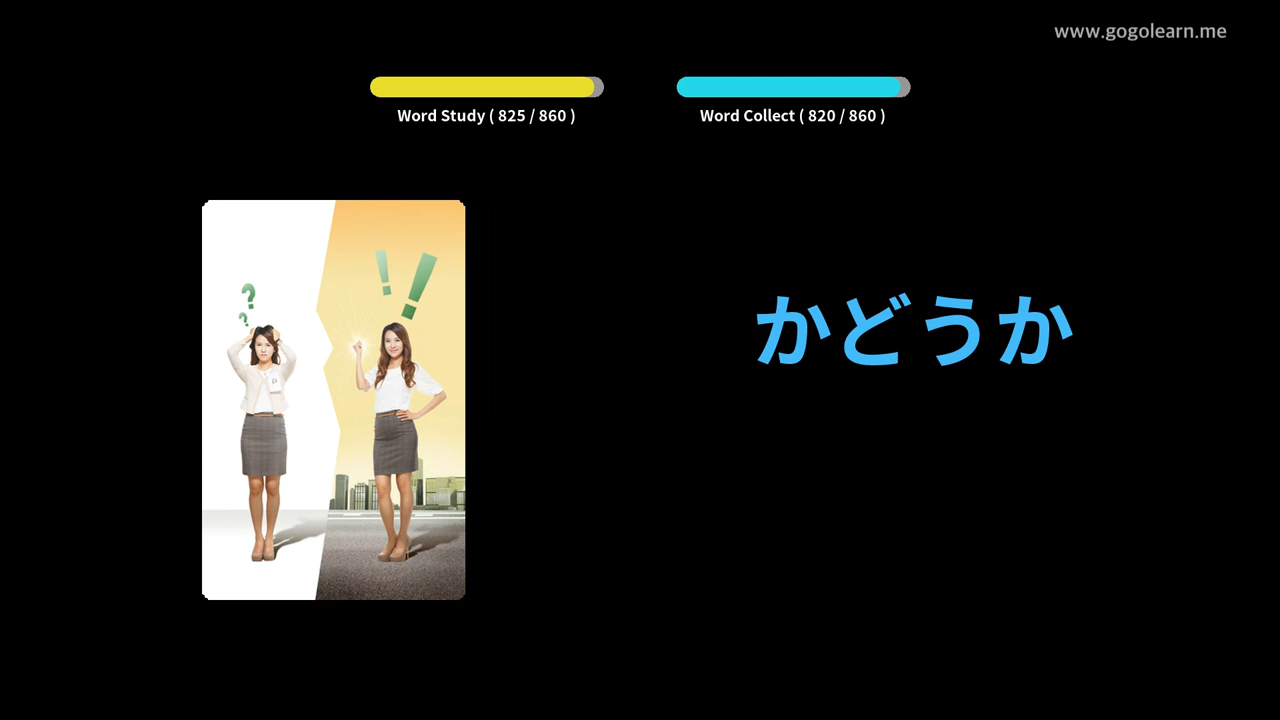 www.gogolearn.me
Word Study ( 825 / 860 )
Word Collect ( 820 / 860 )
? ? ! !
かどうか